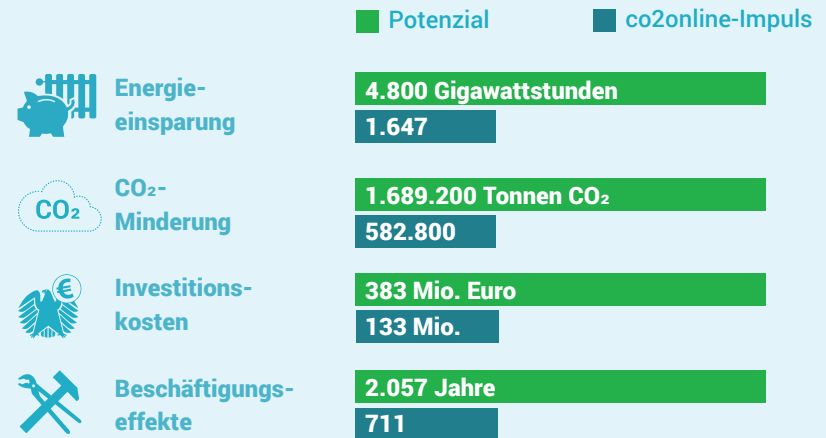 Potenzial
co2online-Impuls
Energie-
einsparung
4.800 Gigawattstunden
1.647
CO₂
CO₂-
Minderung
1.689.200 Tonnen CO₂
582.800
€
Investitions-
kosten
383 Mio. Euro
133 Mio.
Beschäftigungs-
effekte
2.057 Jahre
711